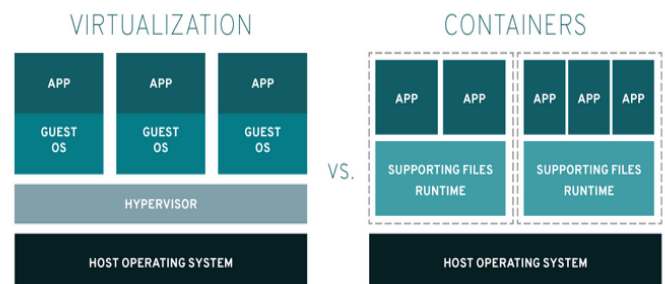 VIRTUALIZATION
APP
APP
APP
GUEST
OS
GUEST
OS
GUEST
OS
HYPERVISOR
HOST OPERATING SYSTEM
VS.
CONTAINERS
APP
APP
APP
APP
APP
SUPPORTING FILES
RUNTIME
SUPPORTING FILES
RUNTIME
HOST OPERATING SYSTEM